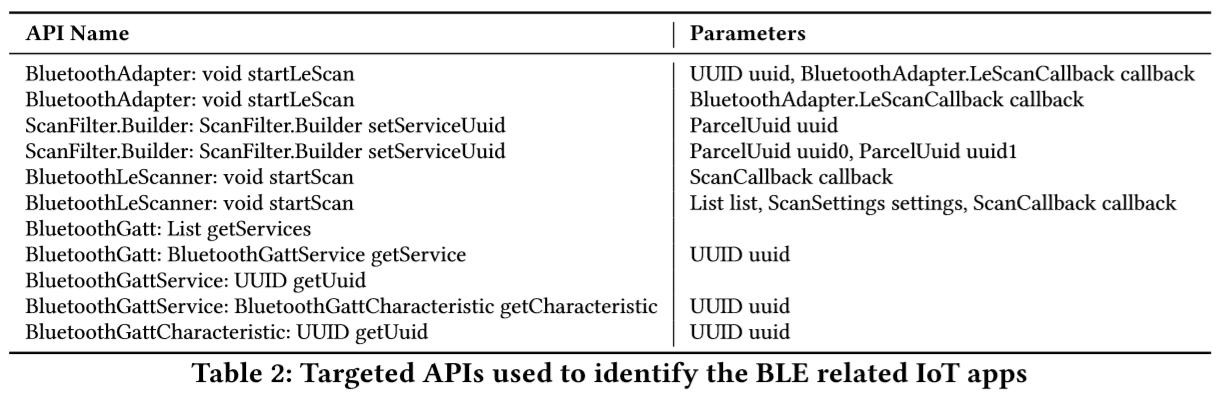 API Name Parameters
BluetoothAdapter: void startLeScan UUID uuid, BluetoothAdapter.LeScanCallback callback
BluetoothAdapter: void startLeScan BluetoothAdapter.LeScanCallback callback
ScanFilter.Builder: ScanFilter.Builder setServiceUuid ParcelUuid uuid
ScanFilter.Builder: ScanFilter.Builder setServiceUuid ParcelUuid uuid0, ParcelUuid uuid1
BluetoothLeScanner: void startScan ScanCallback callback
BluetoothLeScanner: void startScan List list, ScanSettings settings, ScanCallback callback
BluetoothGatt: List getServices
BluetoothGatt: BluetoothGattService getService UUID uuid
BluetoothGattService: UUID getUuid
BluetoothGattService: BluetoothGattCharacteristic getCharacteristic UUID uuid
BluetoothGattCharacteristic: UUID getUuid UUID uuid
Table 2: Targeted APIs used to identify the BLE related IoT apps